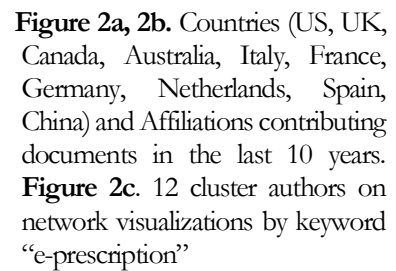 Figure 2a, 2b. Countries (US, UK,
Canada, Australia, Italy, France,
Germany, Netherlands, Spain,
China) and Affiliations contributing
documents in the last 10 years.
Figure 2c. 12 cluster authors on
network visualizations by keyword
“e-prescription”